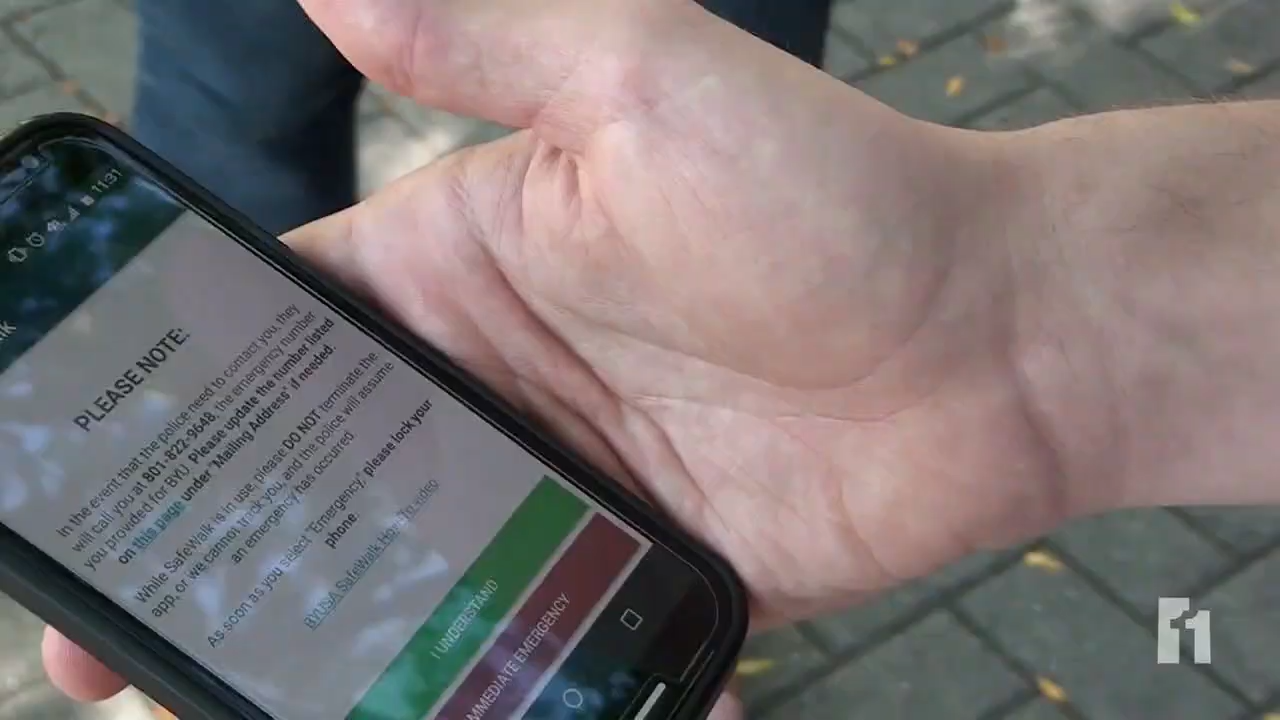 11:31
PLEASE NOTE:
In the event that the police need to contact you, they
will call you at 801-822-9648, the emergency number
you provided for BYU. Please update the number listed
on this page under "Mailing Address" if needed.
While SafeWalk is in use, please DO NOT terminate the
app, or we cannot track you, and the police will assume
an emergency has occurred.
As soon as you select "Emergency," please lock your
phone.
BYUSA SafeWalk How-To video
I UNDERSTAND
IMMEDIATE EMERGENCY
11